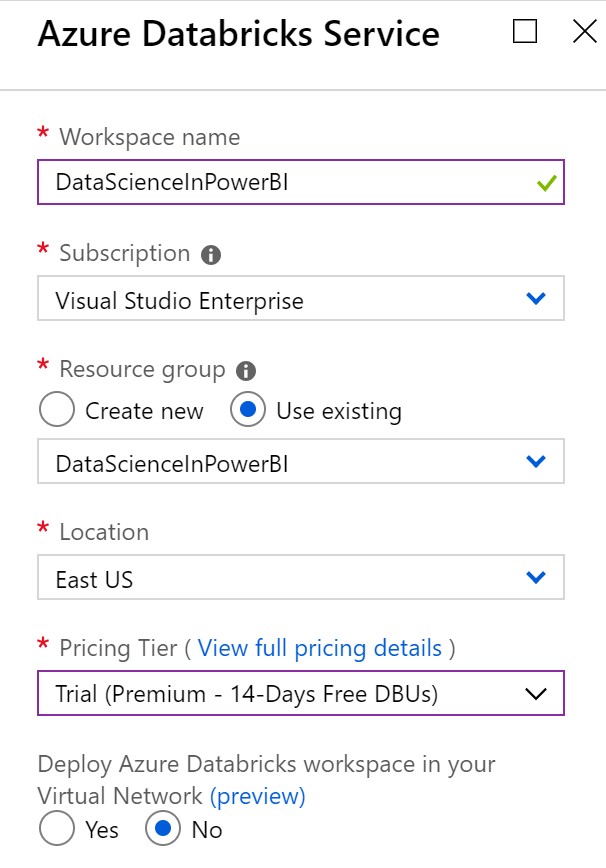 Azure Databricks Service
* Workspace name
DataScienceInPowerBI
* Subscription
Visual Studio Enterprise
* Resource group
Create new Use existing
DataScienceInPowerBI
* Location
East US
* Pricing Tier ( View full pricing details )
Trial (Premium - 14-Days Free DBUs)
Deploy Azure Databricks workspace in your
Virtual Network (preview)
Yes No